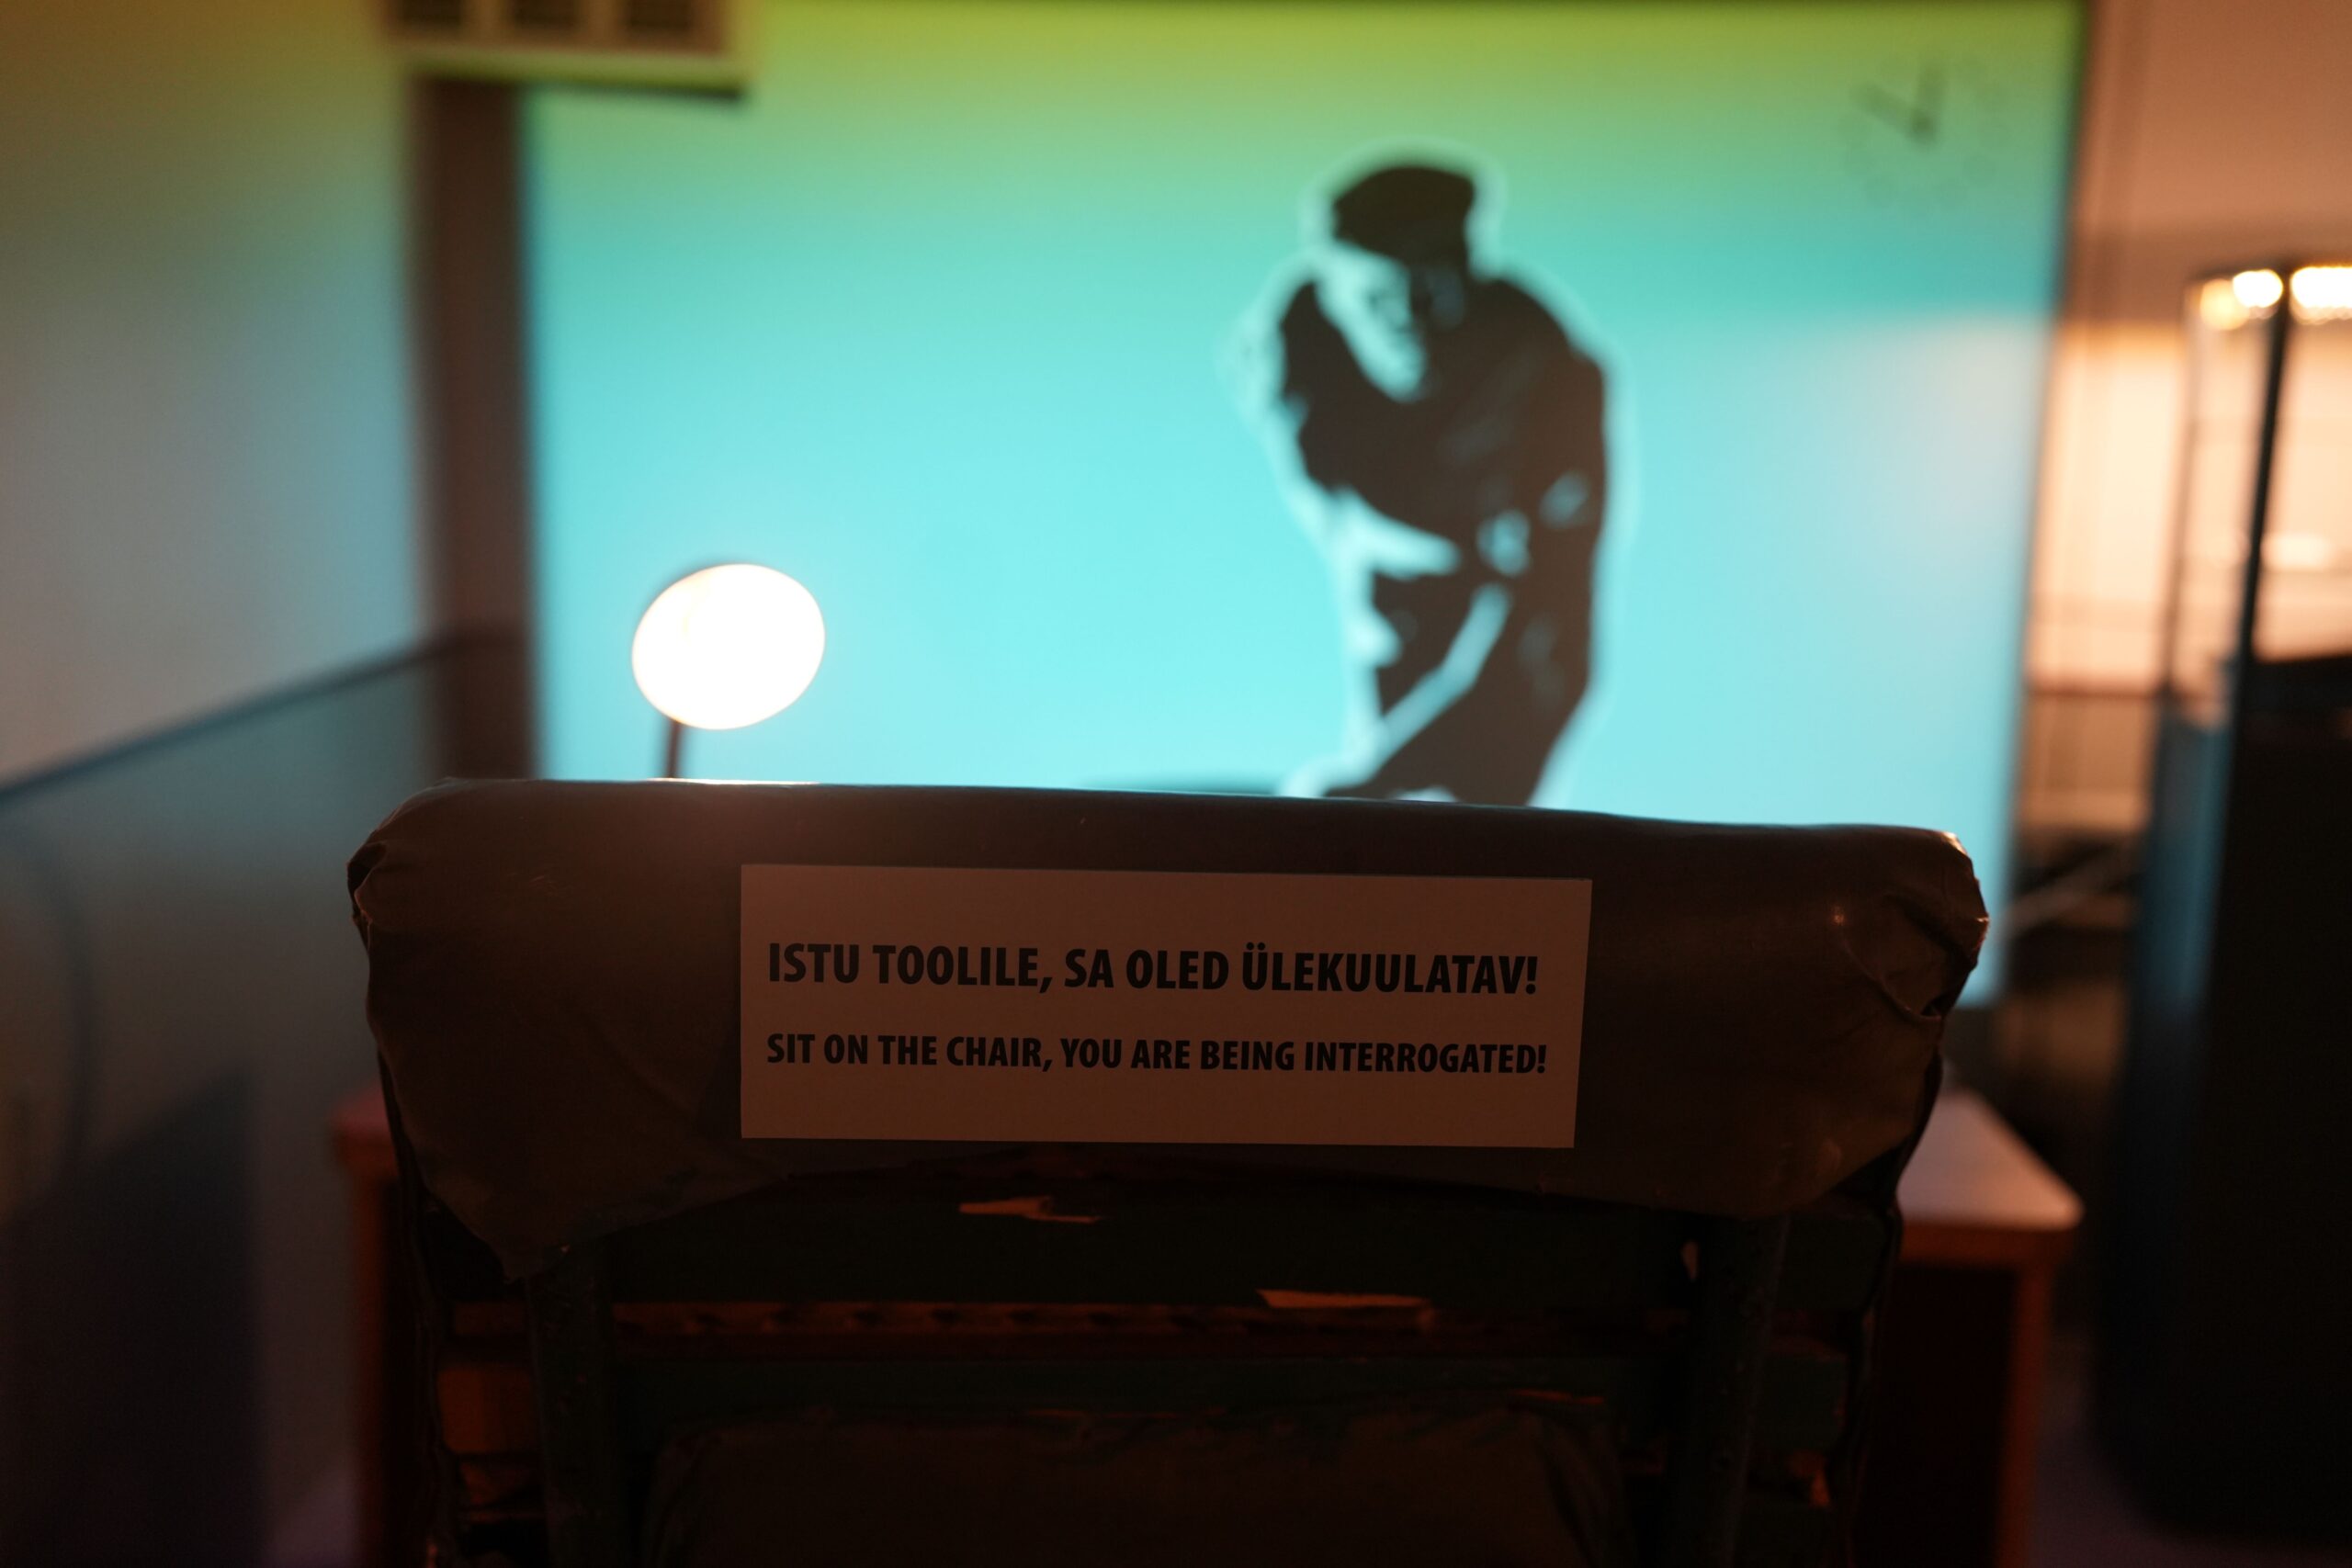 ISTU TOOLILE, SA OLED ÜLEKUULATAV!
SIT ON THE CHAIR, YOU ARE BEING INTERROGATED!